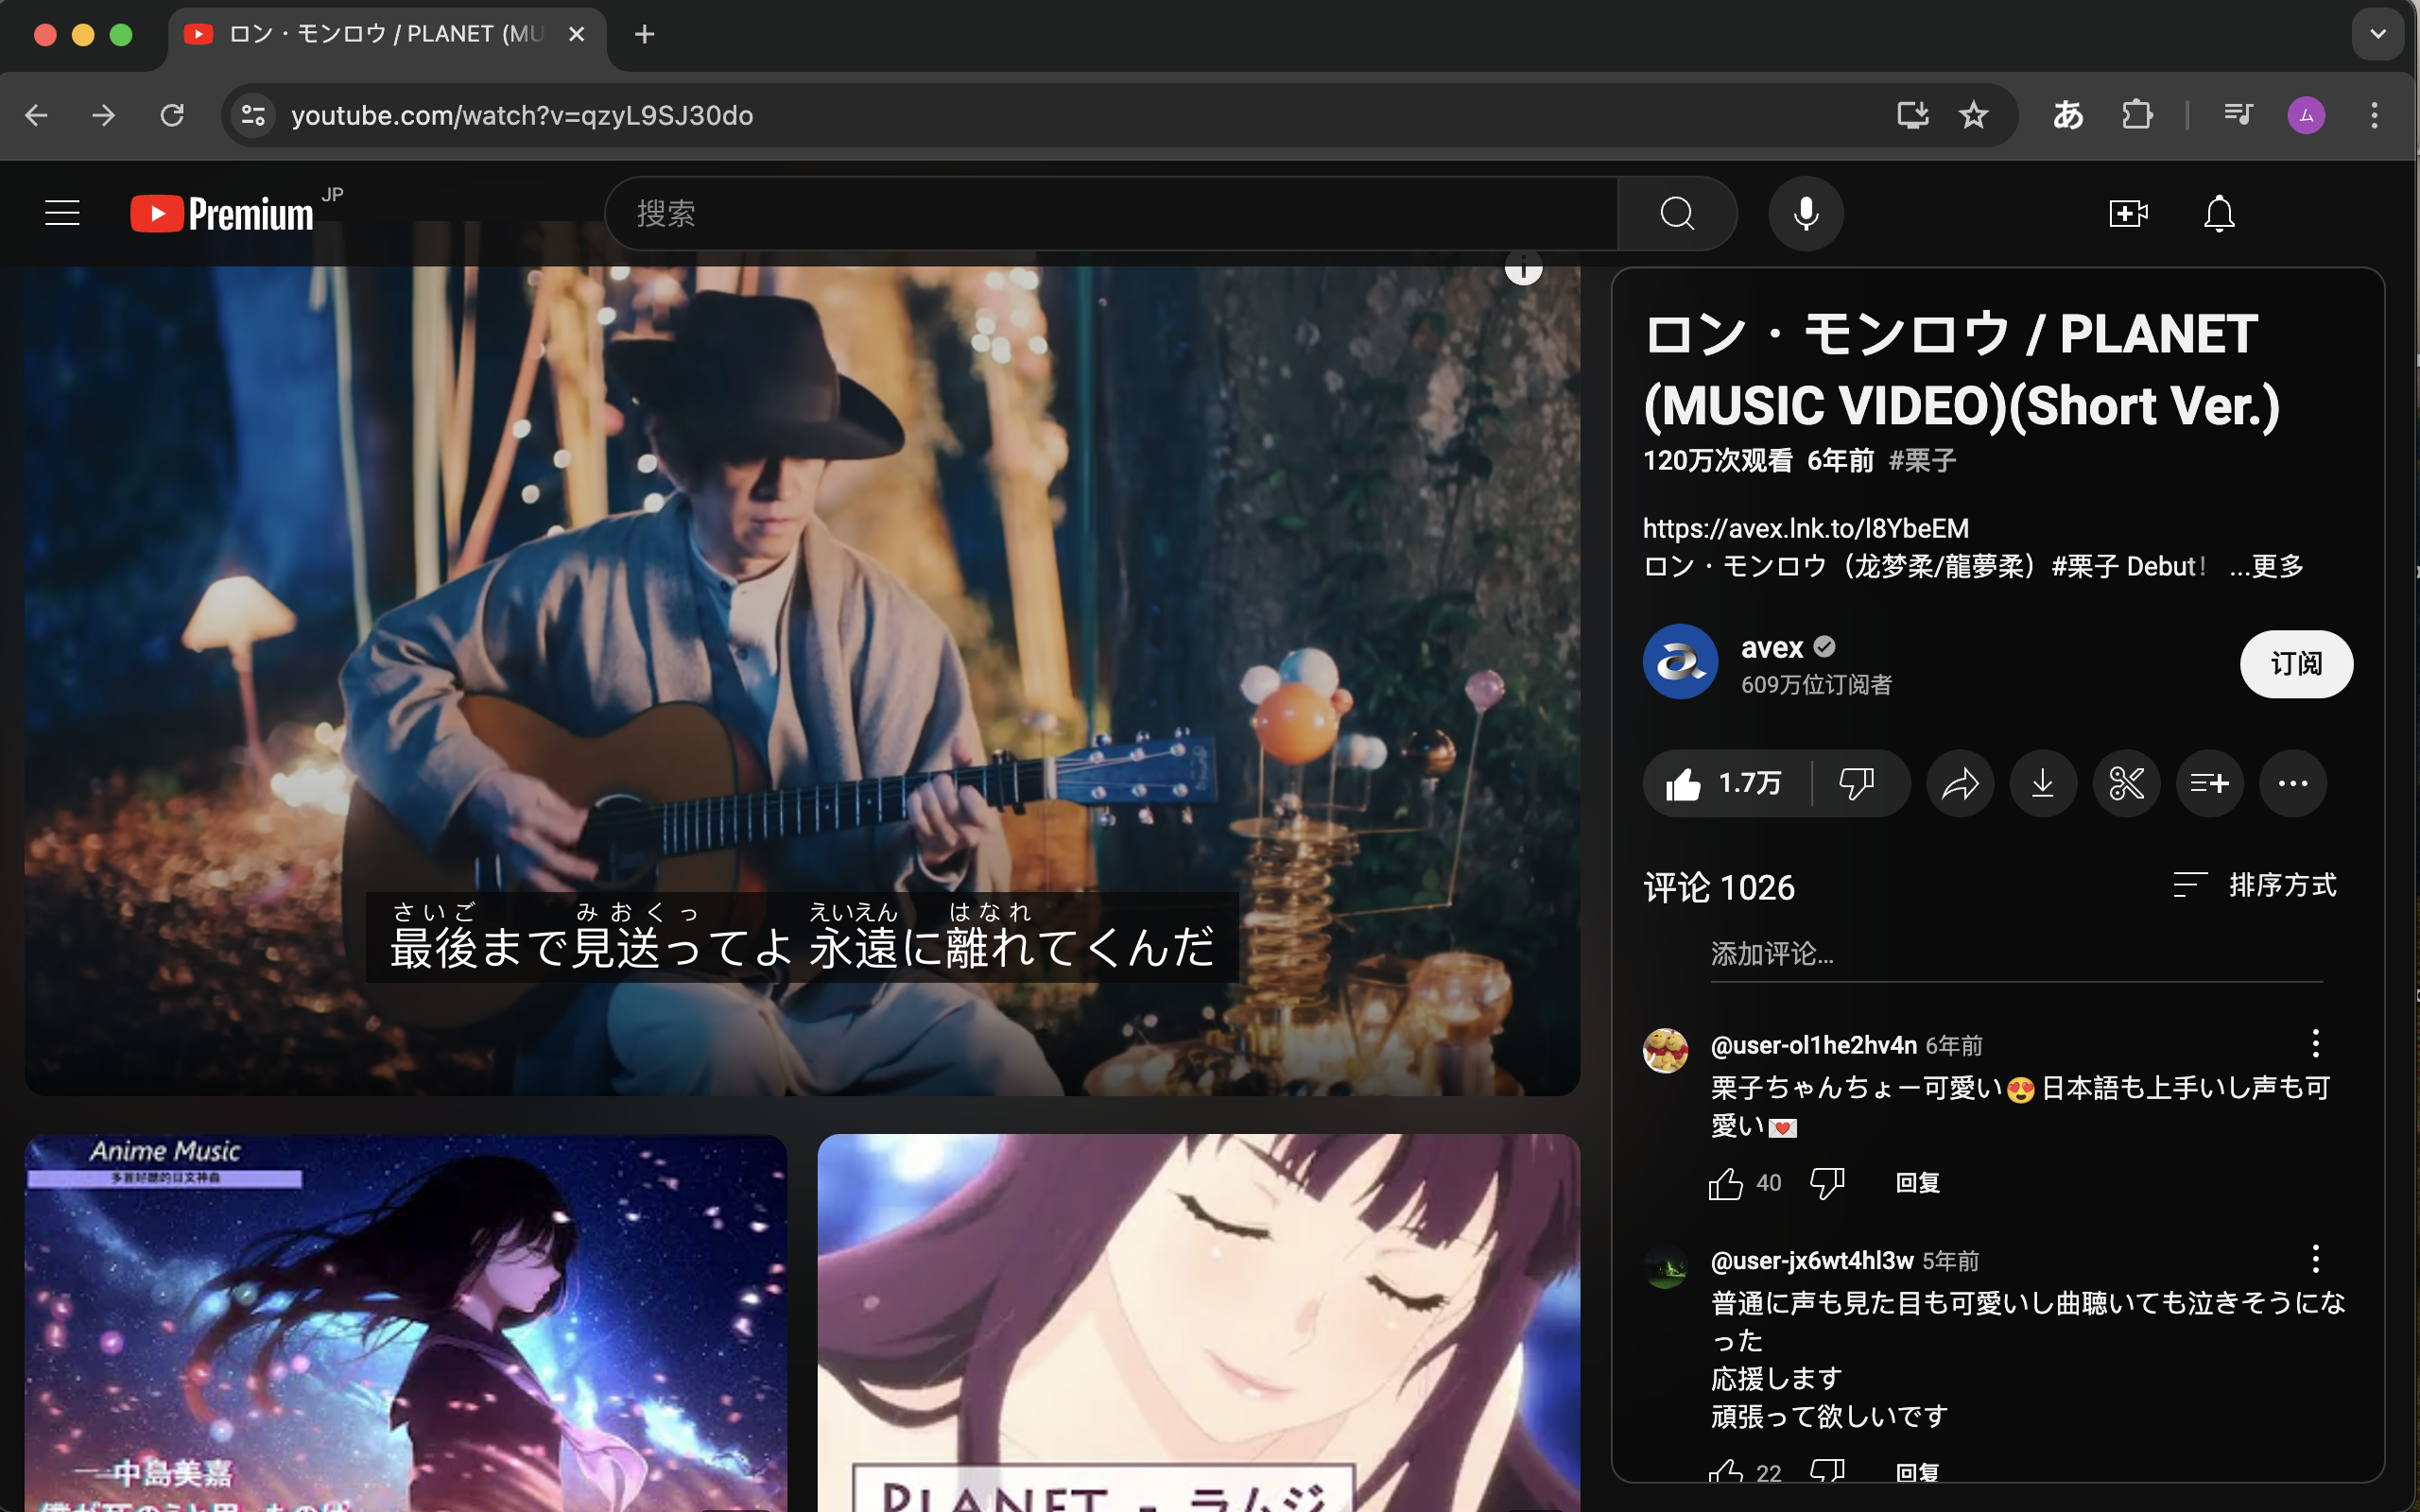 ロン・モンロウ / PLANET (MU
youtube.com/watch?v=qzyL9SJ30do
あ
ム
Premium
JP
搜索
さいご みおくっ えいえん はなれ
最後まで見送ってよ 永遠に離れてくんだ
ロン・モンロウ / PLANET
(MUSIC VIDEO)(Short Ver.)
120万次观看 6年前 #栗子
https://avex.lnk.to/l8YbeEM
ロン・モンロウ（龙梦柔/龍夢柔）#栗子 Debut！ ...更多
avex
609万位订阅者
订阅
1.7万
评论 1026
排序方式
添加评论...
@user-ol1he2hv4n 6年前
栗子ちゃんちょー可愛い😍日本語も上手いし声も可
愛い💌
40
回复
@user-jx6wt4hl3w 5年前
普通に声も見た目も可愛いし曲聴いても泣きそうにな
った
応援します
頑張って欲しいです
22
回复
Anime Music
多首好聽的日文神曲
中島美嘉
PLANET - ラムジ